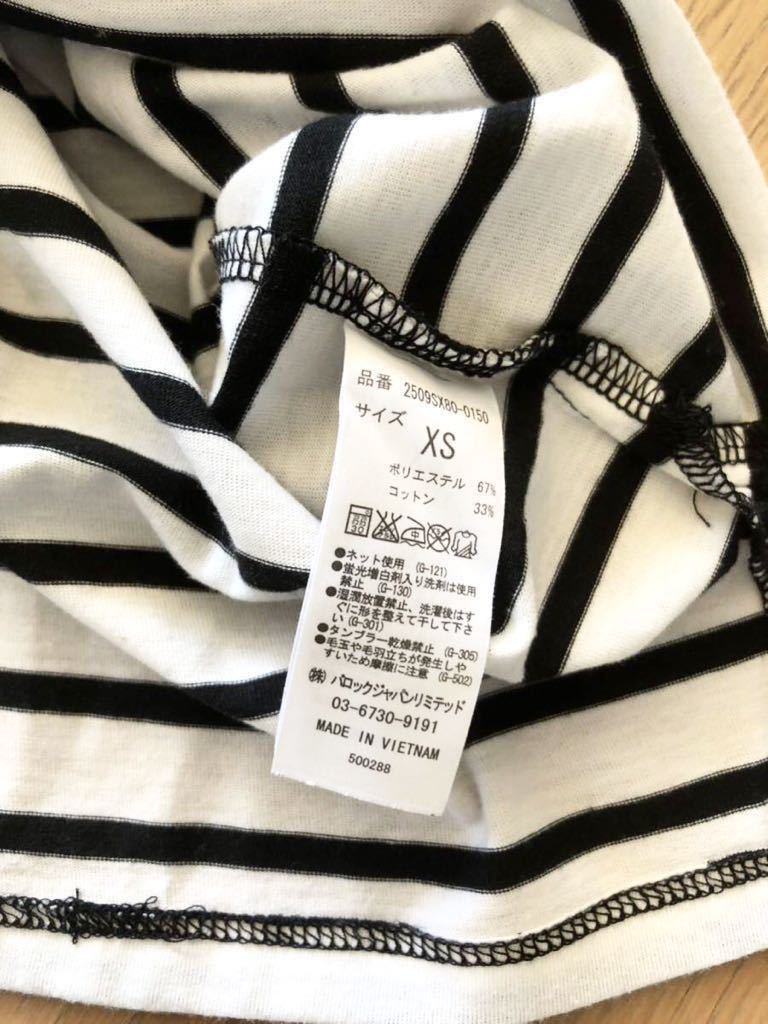 品番 2509SX80-0150
サイズ
XS
ポリエステル 67%
コットン 33%
中
●ネット使用 (G-121)
●蛍光増白剤入り洗剤は使用
禁止 (G-130)
●湿潤放置禁止、洗濯後はす
ぐに形を整えて干して下さ
い(G-301)
●タンブラー乾燥禁止 (G-305)
●毛玉や毛羽立ちが発生しや
すいため摩擦に注意 (G-502)
㈱バロックジャパンリミテッド
03-6730-9191
MADE IN VIETNAM
500288